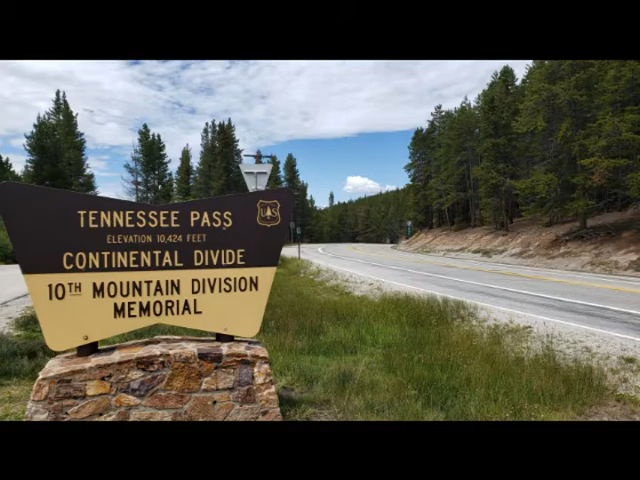 TENNESSEE PASS
ELEVATION 10,424 FEET
CONTINENTAL DIVIDE
10TH MOUNTAIN DIVISION
MEMORIAL
U S